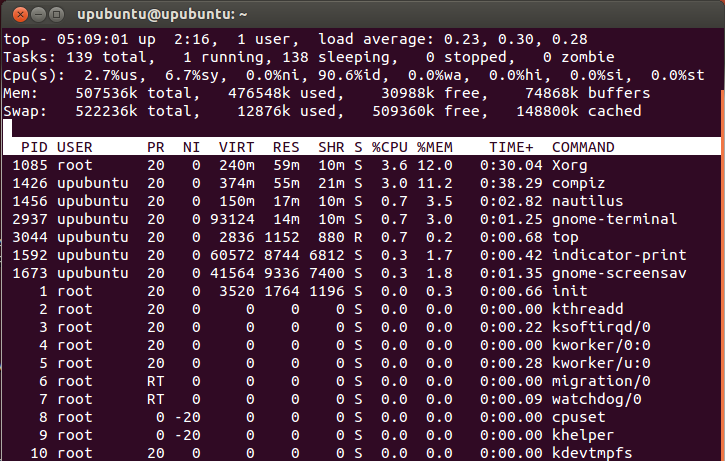 upubuntu@upubuntu: ~
top - 05:09:01 up  2:16,  1 user,  load average: 0.23, 0.30, 0.28
Tasks: 139 total,   1 running, 138 sleeping,   0 stopped,   0 zombie
Cpu(s):  2.7%us,  6.7%sy,  0.0%ni, 90.6%id,  0.0%wa,  0.0%hi,  0.0%si,  0.0%st
Mem:    507536k total,   476548k used,    30988k free,    74868k buffers
Swap:   522236k total,    12876k used,   509360k free,   148800k cached
  PID USER      PR  NI  VIRT  RES  SHR S %CPU %MEM    TIME+  COMMAND
 1085 root      20   0  240m  59m  10m S  3.6 12.0   0:30.04 Xorg
 1426 upubuntu  20   0  374m  55m  21m S  3.0 11.2   0:38.29 compiz
 1456 upubuntu  20   0  150m  17m  10m S  0.7  3.5   0:02.82 nautilus
 2937 upubuntu  20   0 93124  14m  10m S  0.7  3.0   0:01.25 gnome-terminal
 3044 upubuntu  20   0  2836 1152  880 R  0.7  0.2   0:00.68 top
 1592 upubuntu  20   0 60572 8744 6812 S  0.3  1.7   0:00.42 indicator-print
 1673 upubuntu  20   0 41564 9336 7400 S  0.3  1.8   0:01.35 gnome-screensav
    1 root      20   0  3520 1764 1196 S  0.0  0.3   0:00.66 init
    2 root      20   0     0    0    0 S  0.0  0.0   0:00.00 kthreadd
    3 root      20   0     0    0    0 S  0.0  0.0   0:00.22 ksoftirqd/0
    4 root      20   0     0    0    0 S  0.0  0.0   0:00.00 kworker/0:0
    5 root      20   0     0    0    0 S  0.0  0.0   0:00.28 kworker/u:0
    6 root      RT   0     0    0    0 S  0.0  0.0   0:00.00 migration/0
    7 root      RT   0     0    0    0 S  0.0  0.0   0:00.09 watchdog/0
    8 root       0 -20     0    0    0 S  0.0  0.0   0:00.00 cpuset
    9 root       0 -20     0    0    0 S  0.0  0.0   0:00.00 khelper
   10 root      20   0     0    0    0 S  0.0  0.0   0:00.00 kdevtmpfs